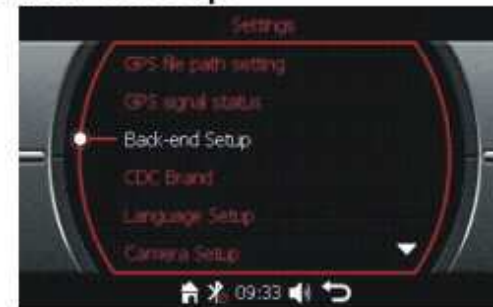 Settings
GPS file path setting
GPS signal status
Back-end Setup
CDC Brand
Language Setup
Camera Setup
09:33